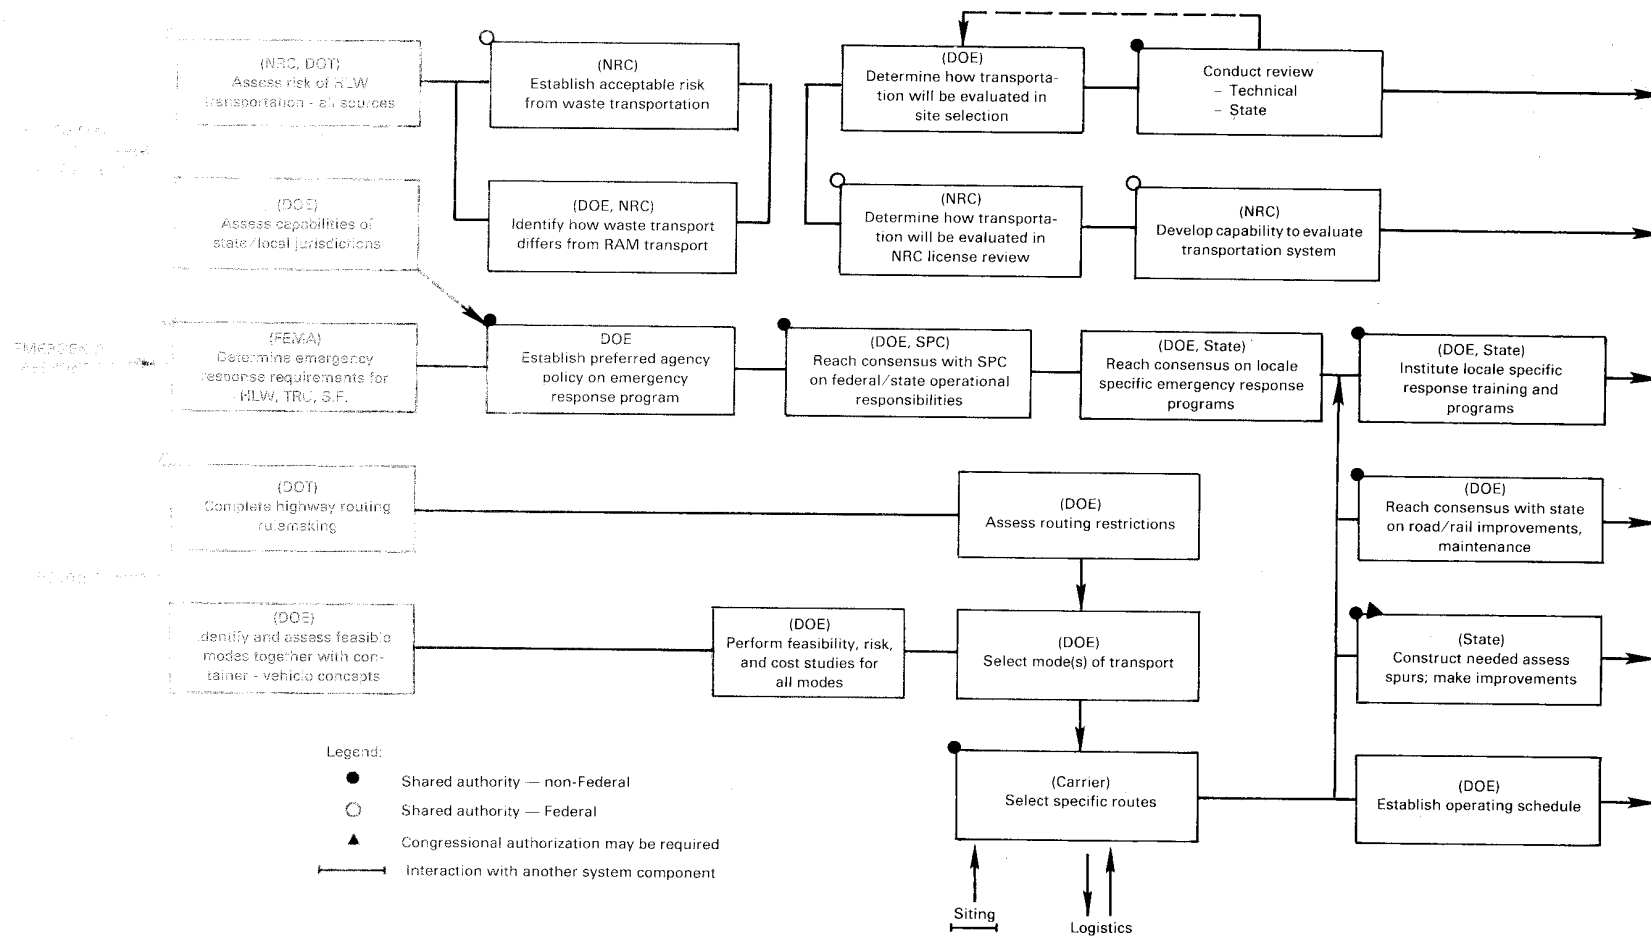 (NRC, DOT)
Assess risk of HLW
transportation - all sources
(NRC)
Establish acceptable risk
from waste transportation
(DOE)
Determine how transporta-
tion will be evaluated in
site selection
Conduct review
– Technical
– State
(DOE)
Assess capabilities of
state/local jurisdictions
(DOE, NRC)
Identify how waste transport
differs from RAM transport
(NRC)
Determine how transporta-
tion will be evaluated in
NRC license review
(NRC)
Develop capability to evaluate
transportation system
(FEMA)
Determine emergency
response requirements for
HLW, TRU, S.F.
DOE
Establish preferred agency
policy on emergency
response program
(DOE, SPC)
Reach consensus with SPC
on federal/state operational
responsibilities
(DOE, State)
Reach consensus on locale
specific emergency response
programs
(DOE, State)
Institute locale specific
response training and
programs
(DOT)
Complete highway routing
rulemaking
(DOE)
Assess routing restrictions
(DOE)
Reach consensus with state
on road/rail improvements,
maintenance
(DOE)
Identify and assess feasible
modes together with con-
tainer - vehicle concepts
(DOE)
Perform feasibility, risk,
and cost studies for
all modes
(DOE)
Select mode(s) of transport
(State)
Construct needed assess
spurs; make improvements
(Carrier)
Select specific routes
(DOE)
Establish operating schedule
Legend:
Shared authority — non-Federal
Shared authority — Federal
Congressional authorization may be required
Interaction with another system component
Siting
Logistics